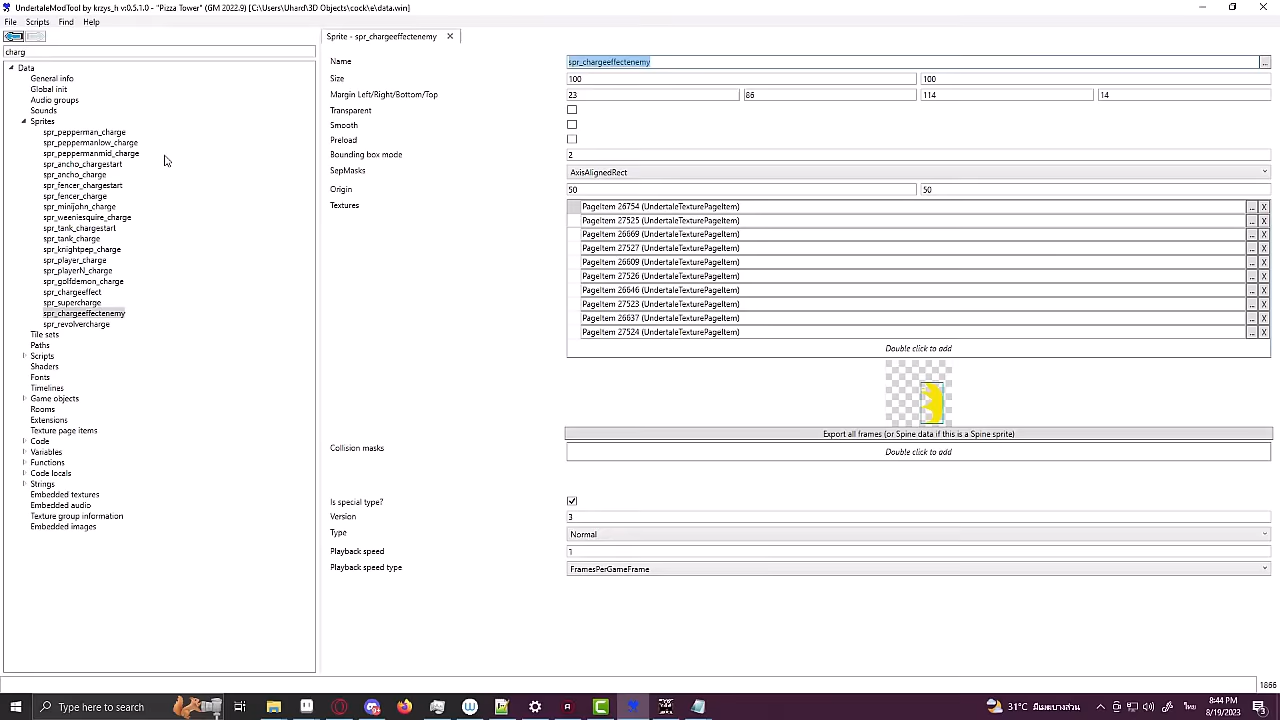 UndertaleModTool by krzys_h v:0.5.1.0 - "Pizza Tower" (GM 2022.9) [C:\Users\Uhard\3D Objects\cock\e\data.win]
File Scripts Find Help
charg
Data
General info
Global init
Audio groups
Sounds
Sprites
spr_pepperman_charge
spr_peppermanlow_charge
spr_peppermanmid_charge
spr_ancho_chargestart
spr_ancho_charge
spr_fencer_chargestart
spr_fencer_charge
spr_minijohn_charge
spr_weeniesquire_charge
spr_tank_chargestart
spr_tank_charge
spr_knightpep_charge
spr_player_charge
spr_playerN_charge
spr_golfdemon_charge
spr_chargeeffect
spr_supercharge
spr_chargeeffectenemy
spr_revolvercharge
Tile sets
Paths
Scripts
Shaders
Fonts
Timelines
Game objects
Rooms
Extensions
Texture page items
Code
Variables
Functions
Code locals
Strings
Embedded textures
Embedded audio
Texture group information
Embedded images
Sprite - spr_chargeeffectenemy
Name spr_chargeeffectenemy ...
Size 100 100
Margin Left/Right/Bottom/Top 23 86 114 14
Transparent
Smooth
Preload
Bounding box mode 2
SepMasks AxisAlignedRect
Origin 50 50
Textures PageItem 26754 (UndertaleTexturePageItem) ... X
PageItem 27525 (UndertaleTexturePageItem) ... X
PageItem 26669 (UndertaleTexturePageItem) ... X
PageItem 27527 (UndertaleTexturePageItem) ... X
PageItem 26609 (UndertaleTexturePageItem) ... X
PageItem 27526 (UndertaleTexturePageItem) ... X
PageItem 26646 (UndertaleTexturePageItem) ... X
PageItem 27523 (UndertaleTexturePageItem) ... X
PageItem 26637 (UndertaleTexturePageItem) ... X
PageItem 27524 (UndertaleTexturePageItem) ... X
Double click to add
Export all frames (or Spine data if this is a Spine sprite)
Collision masks Double click to add
Is special type?
Version 3
Type Normal
Playback speed 1
Playback speed type FramesPerGameFrame
1866
Type here to search
31°C
ไทย
8:44 PM
8/19/2023